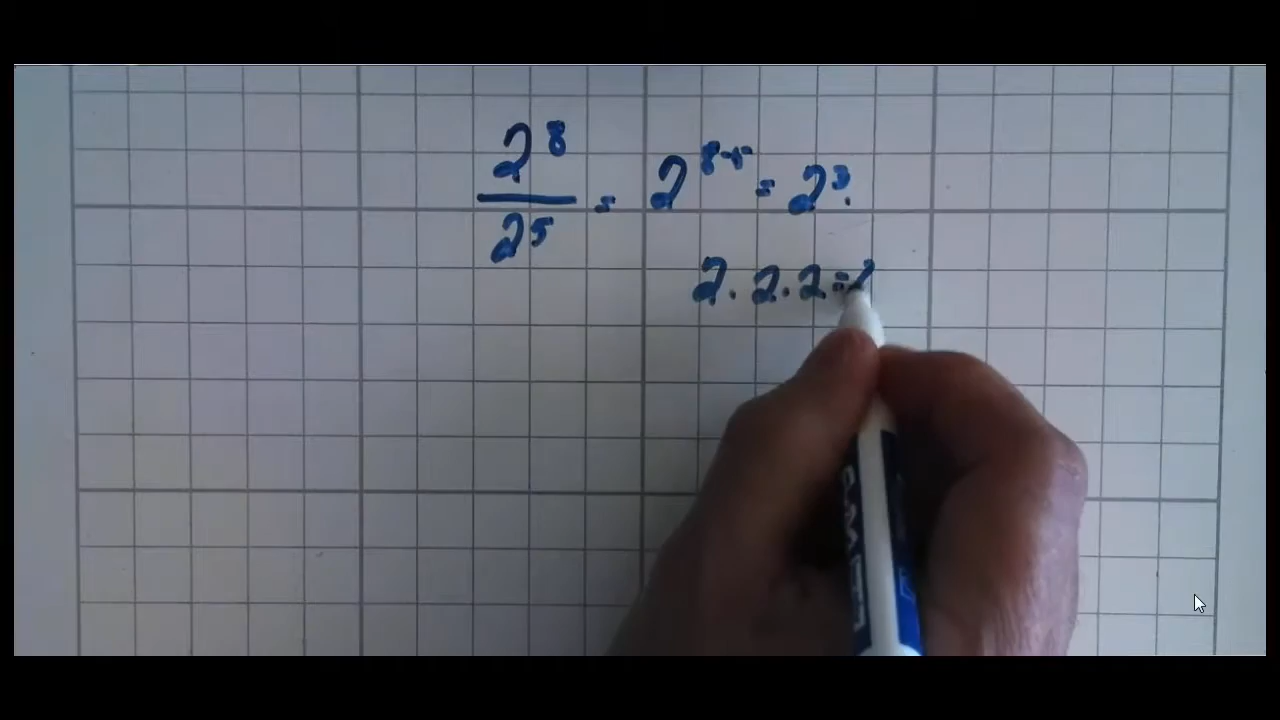 2⁸/2⁵ = 2⁸⁻⁵ = 2³.
2 · 2 · 2 =